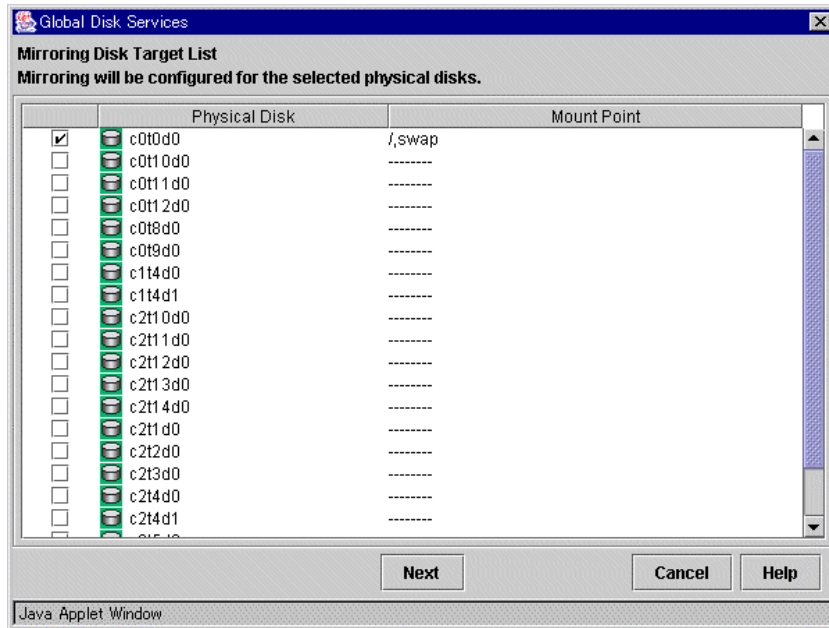 Global Disk Services
Mirroring Disk Target List
Mirroring will be configured for the selected physical disks.
Physical Disk Mount Point
c0t0d0 /,swap
c0t10d0 --------
c0t11d0 --------
c0t12d0 --------
c0t8d0 --------
c0t9d0 --------
c1t4d0 --------
c1t4d1 --------
c2t10d0 --------
c2t11d0 --------
c2t12d0 --------
c2t13d0 --------
c2t14d0 --------
c2t1d0 --------
c2t2d0 --------
c2t3d0 --------
c2t4d0 --------
c2t4d1 --------
Next Cancel Help
Java Applet Window